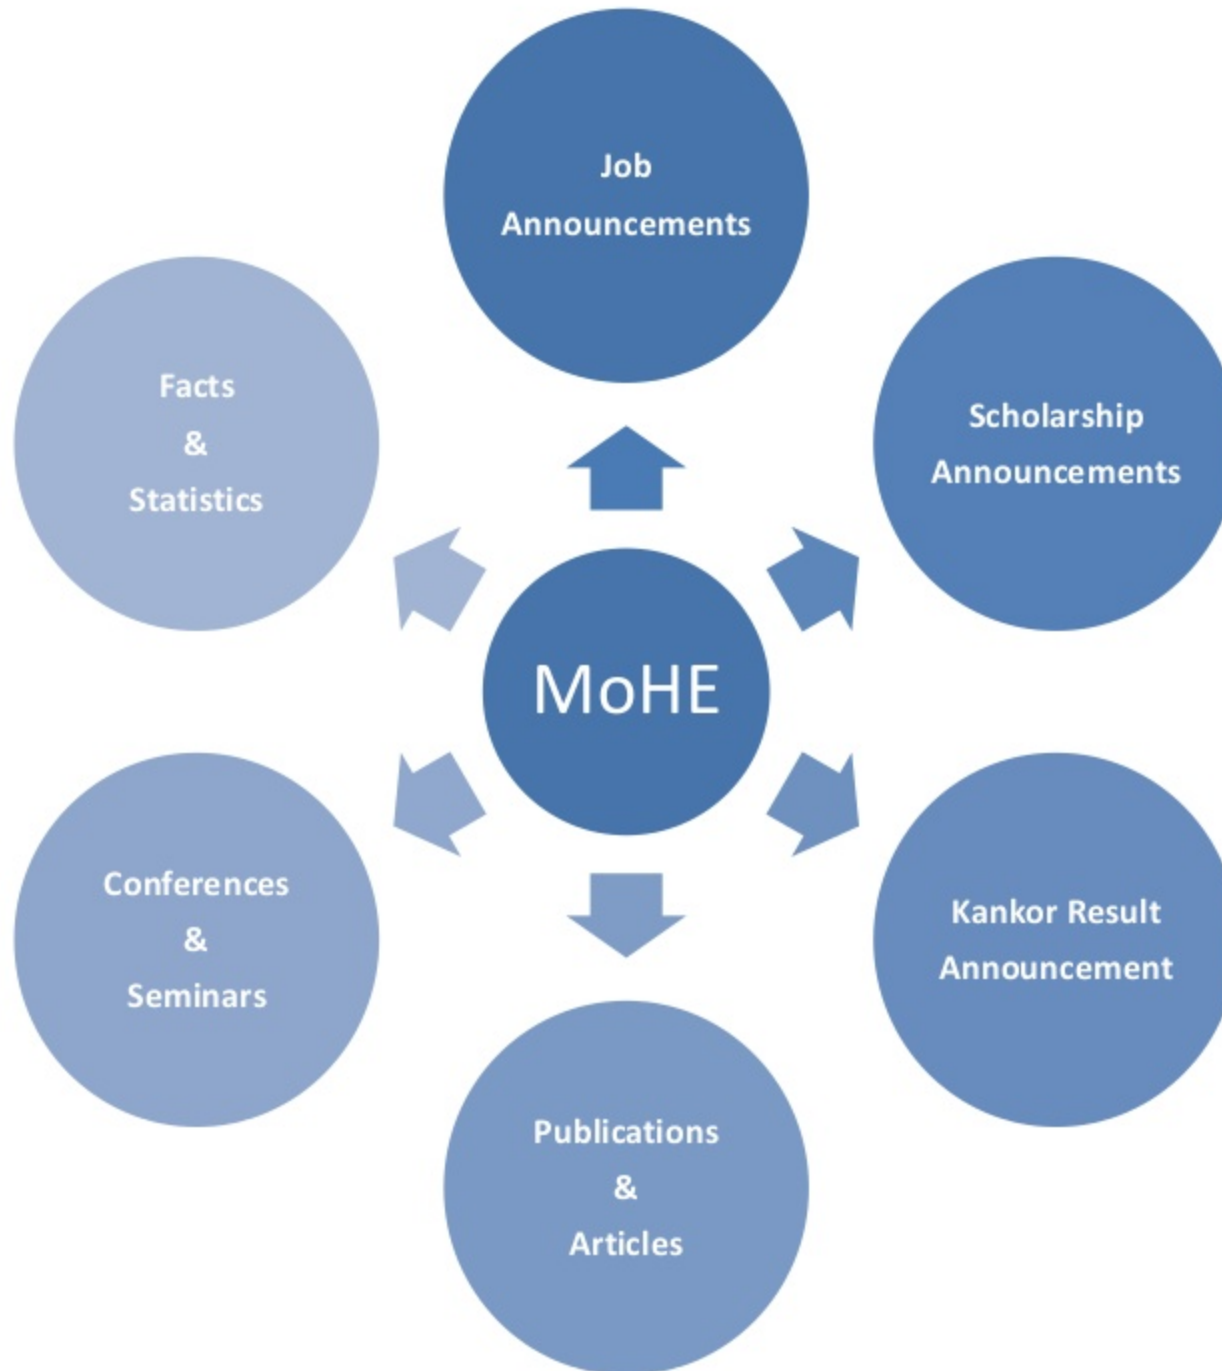 Job
Announcements
Scholarship
Announcements
Kankor Result
Announcement
Publications
&
Articles
Conferences
&
Seminars
Facts
&
Statistics
MoHE